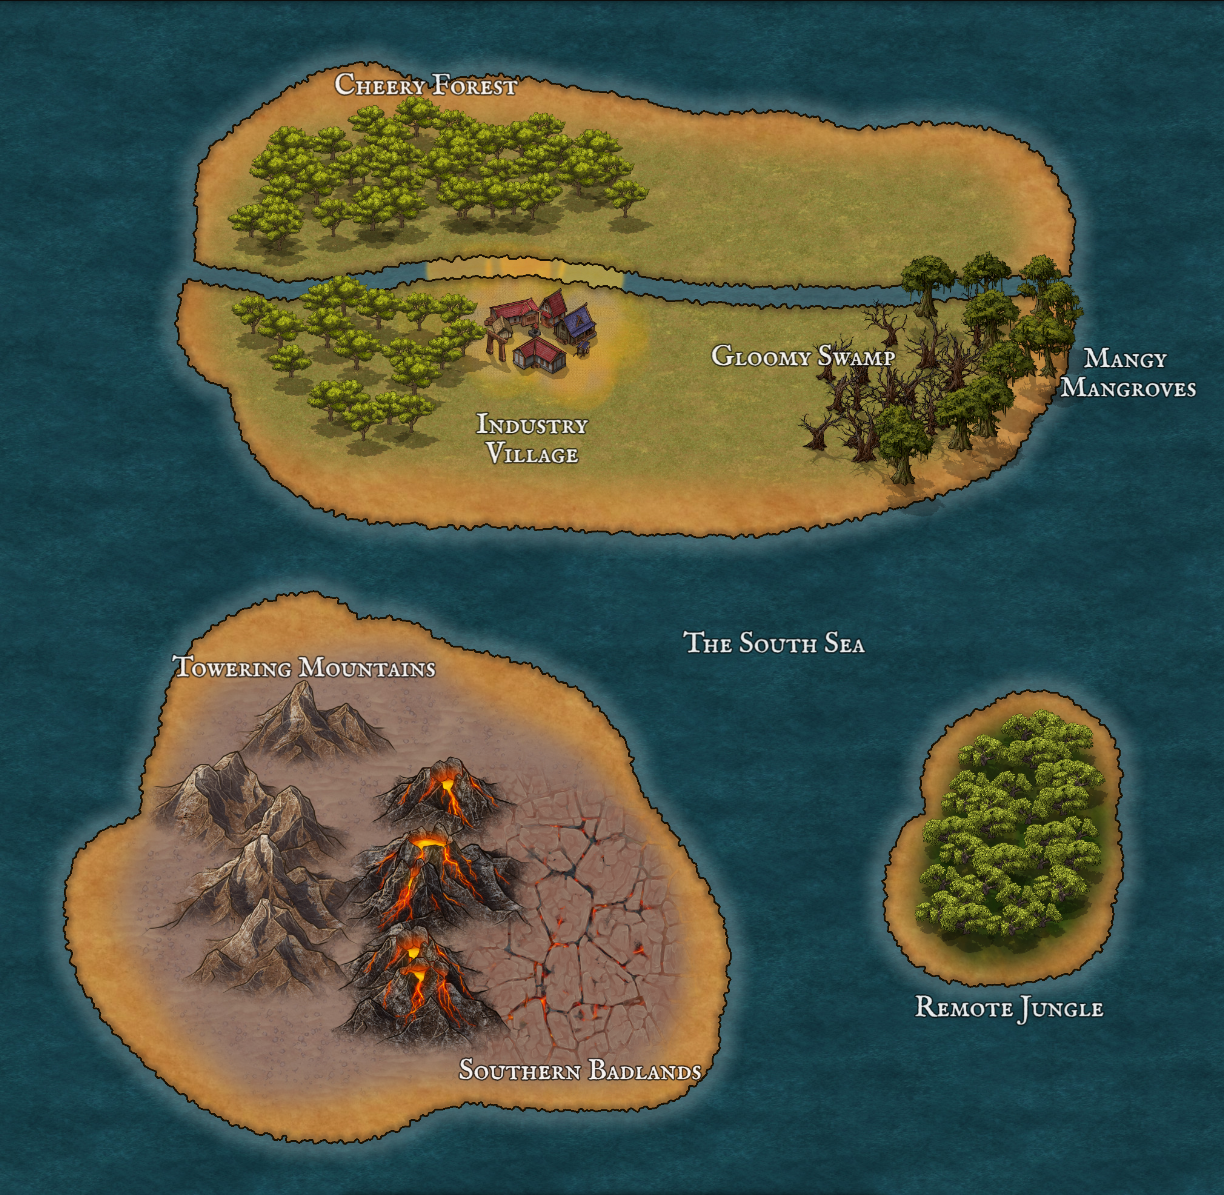 Cheery Forest
Gloomy Swamp
Mangy
Mangroves
Industry
Village
The South Sea
Towering Mountains
Remote Jungle
Southern Badlands